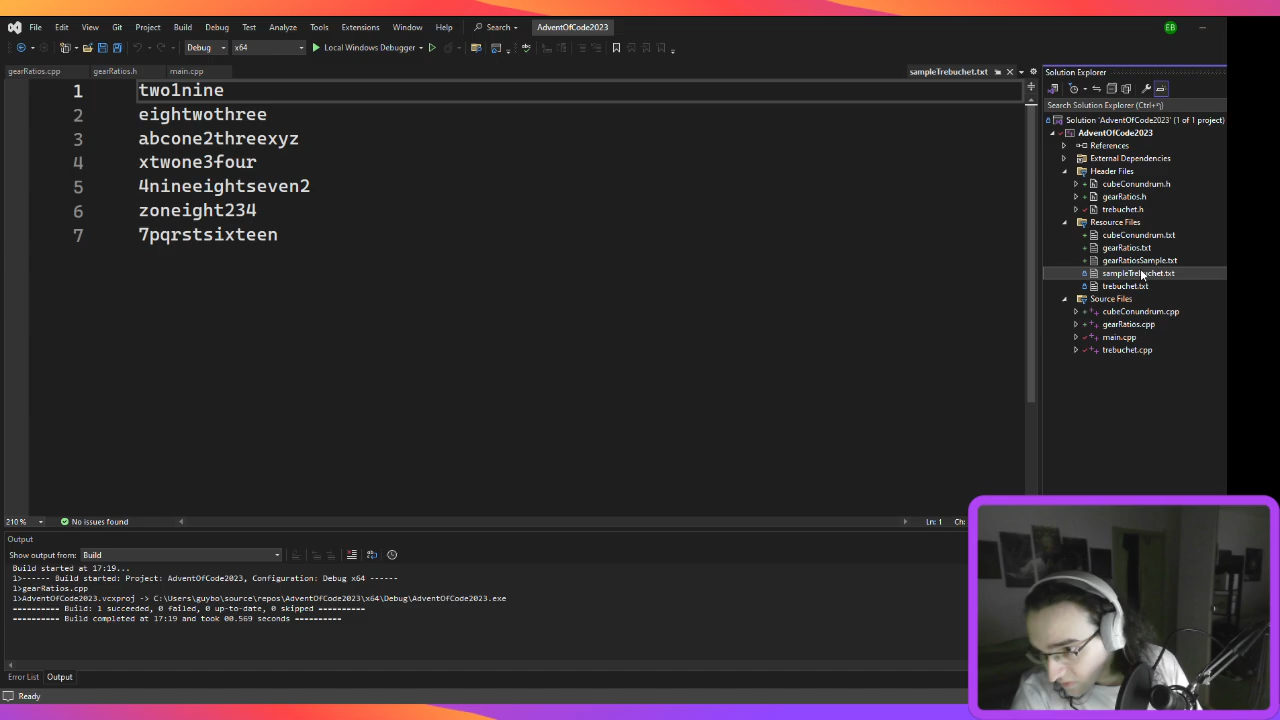 File Edit View Git Project Build Debug Test Analyze Tools Extensions Window Help Search AdventOfCode2023 EB
Debug x64 Local Windows Debugger
gearRatios.cpp gearRatios.h main.cpp sampleTrebuchet.txt
1 two1nine
2 eightwothree
3 abcone2threexyz
4 xtwone3four
5 4nineeightseven2
6 zoneight234
7 7pqrstsixteen
210 % No issues found Ln: 1 Ch:
Solution Explorer
Search Solution Explorer (Ctrl+ç)
Solution 'AdventOfCode2023' (1 of 1 project)
AdventOfCode2023
References
External Dependencies
Header Files
cubeConundrum.h
gearRatios.h
trebuchet.h
Resource Files
cubeConundrum.txt
gearRatios.txt
gearRatiosSample.txt
sampleTrebuchet.txt
trebuchet.txt
Source Files
cubeConundrum.cpp
gearRatios.cpp
main.cpp
trebuchet.cpp
Output
Show output from: Build
Build started at 17:19...
1>------ Build started: Project: AdventOfCode2023, Configuration: Debug x64 ------
1>gearRatios.cpp
1>AdventOfCode2023.vcxproj -> C:\Users\guybo\source\repos\AdventOfCode2023\x64\Debug\AdventOfCode2023.exe
========== Build: 1 succeeded, 0 failed, 0 up-to-date, 0 skipped ==========
========== Build completed at 17:19 and took 00.569 seconds ==========
Error List Output
Ready